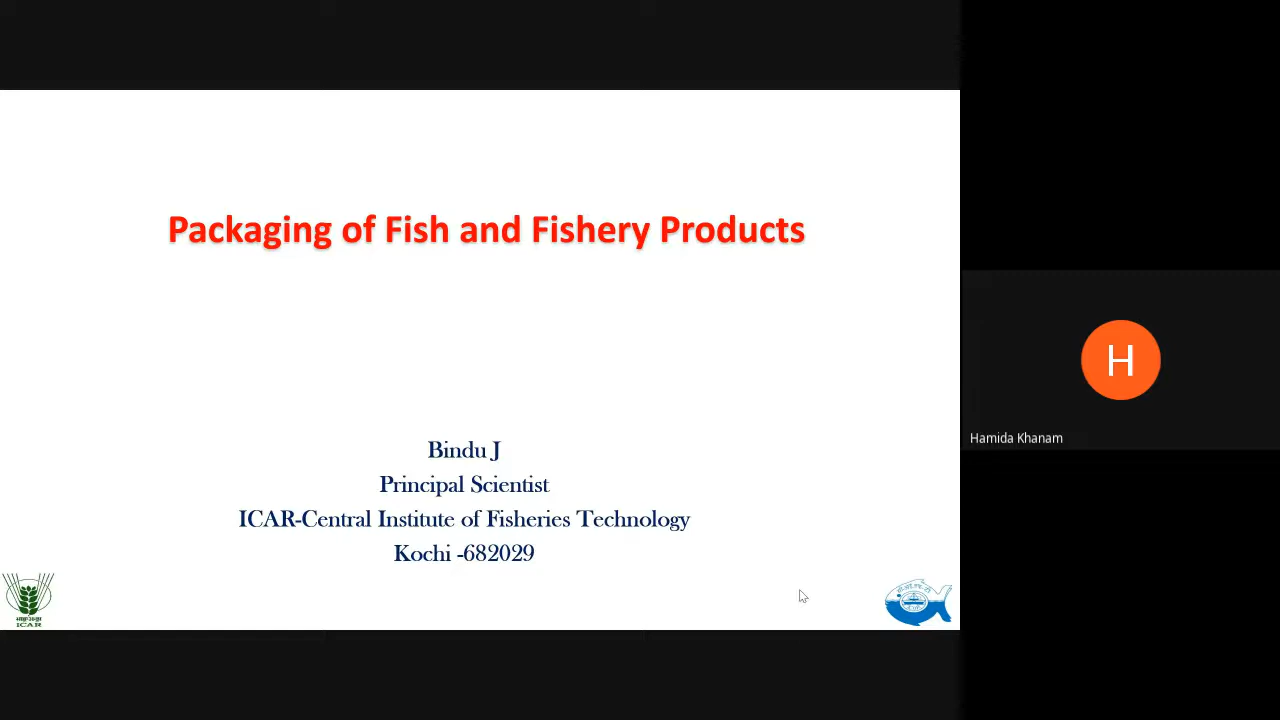 Packaging of Fish and Fishery Products
Bindu J
Principal Scientist
ICAR-Central Institute of Fisheries Technology
Kochi -682029
ICAR
H
Hamida Khanam